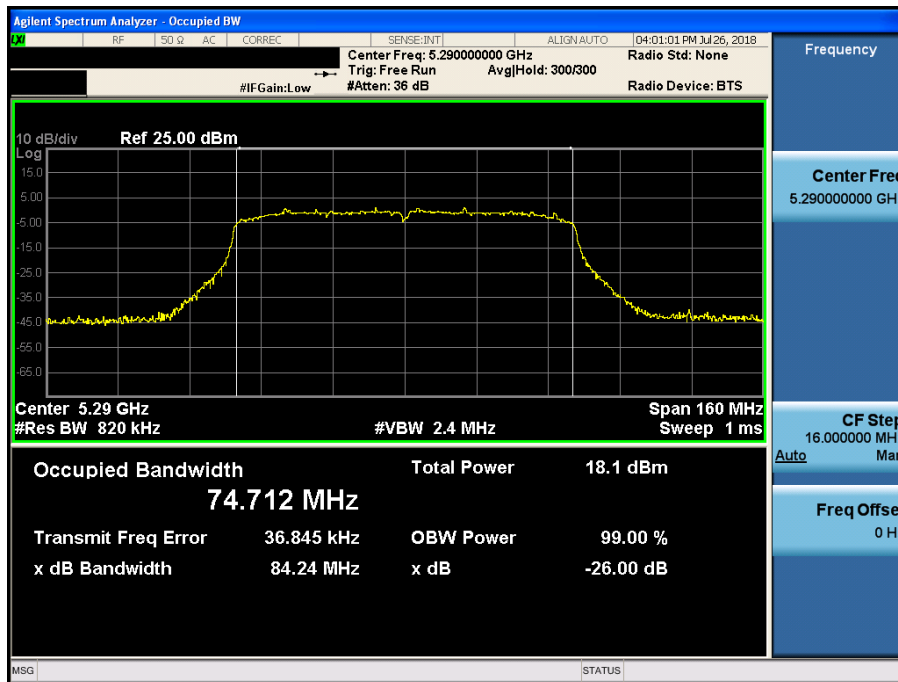 Agilent Spectrum Analyzer - Occupied BW
LXI RF 50 Ω AC CORREC SENSE:INT ALIGN AUTO 04:01:01 PM Jul 26, 2018
Center Freq: 5.290000000 GHz Radio Std: None
Trig: Free Run Avg|Hold: 300/300
#IFGain:Low #Atten: 36 dB Radio Device: BTS
10 dB/div Ref 25.00 dBm
Log
15.0
5.00
-5.00
-15.0
-25.0
-35.0
-45.0
-55.0
-65.0
Center 5.29 GHz Span 160 MHz
#Res BW 820 kHz #VBW 2.4 MHz Sweep 1 ms
Occupied Bandwidth Total Power 18.1 dBm
74.712 MHz
Transmit Freq Error 36.845 kHz OBW Power 99.00 %
x dB Bandwidth 84.24 MHz x dB -26.00 dB
MSG STATUS
Frequency
Center Freq
5.290000000 GH
CF Step
16.000000 MH
Auto Man
Freq Offse
0 H